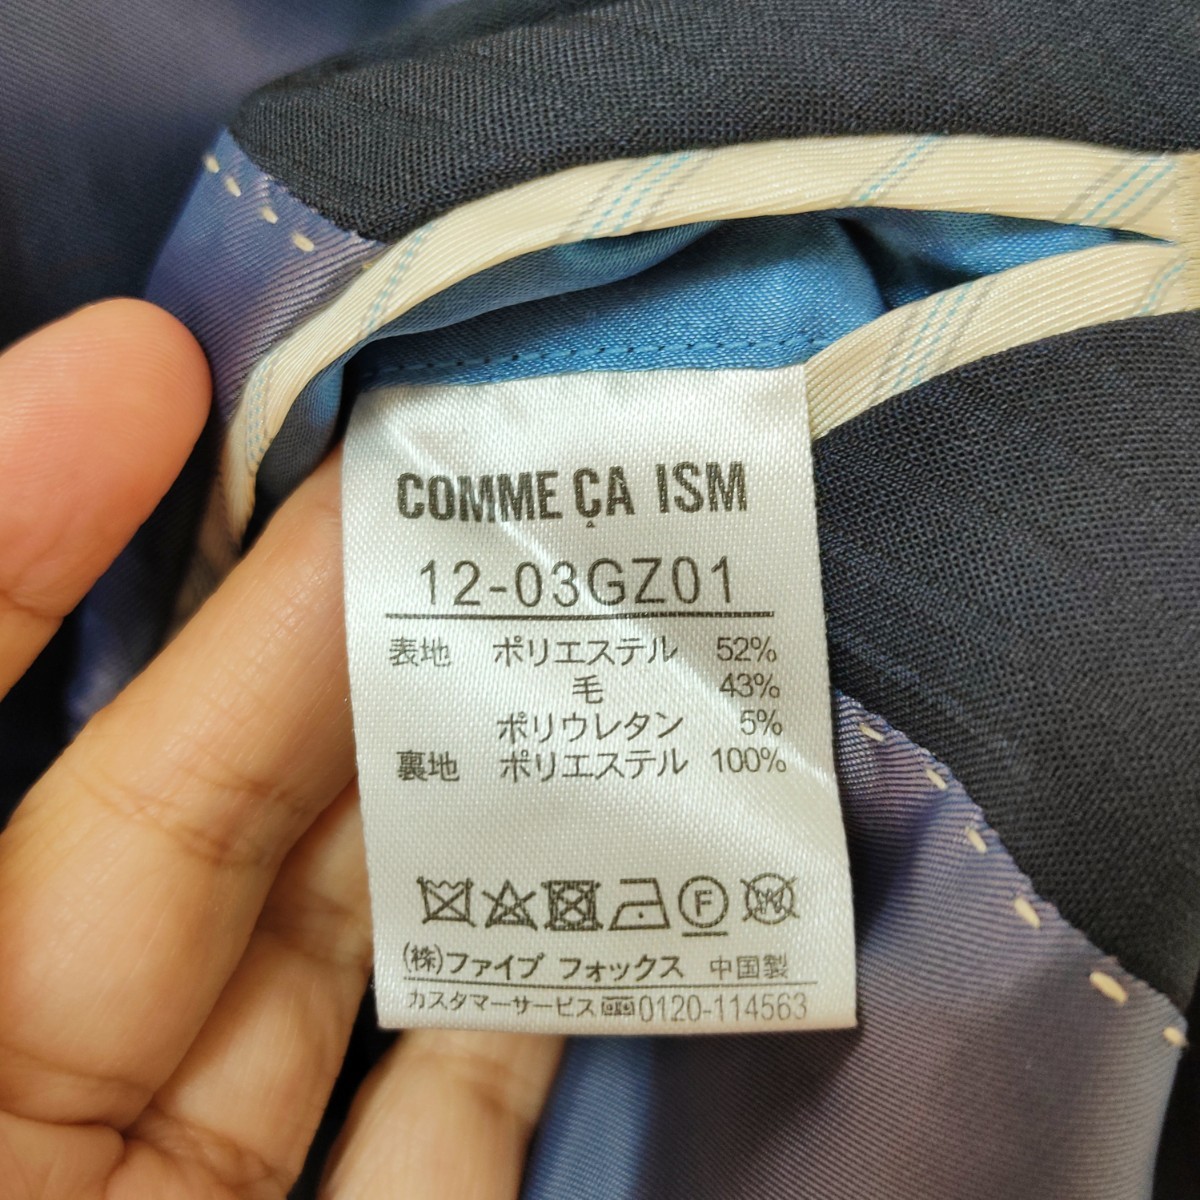 COMME ÇA ISM
12-03GZ01
表地 ポリエステル 52%
毛 43%
ポリウレタン 5%
裏地 ポリエステル 100%
F W
(株)ファイブ フォックス 中国製
カスタマーサービス 0120-114563